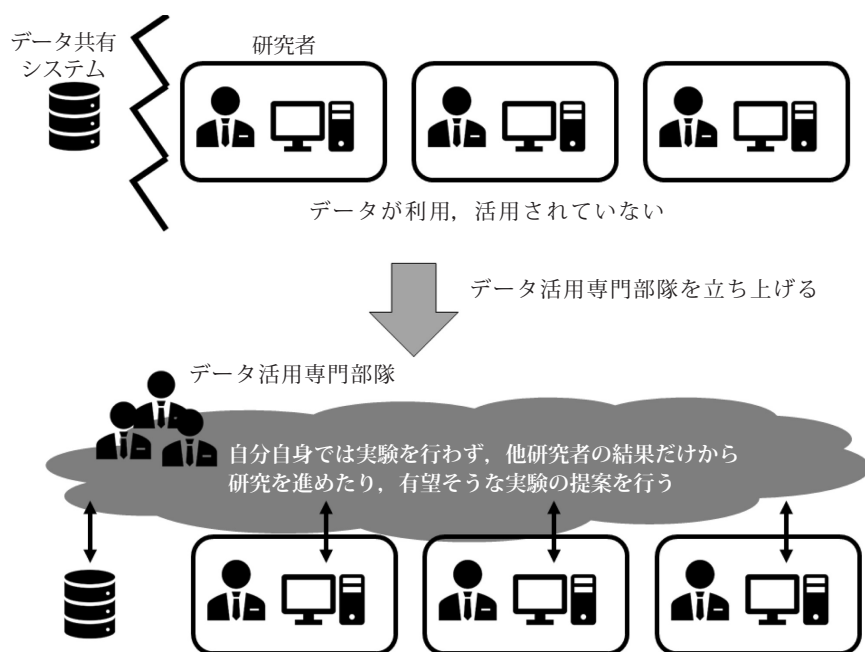 データ共有
システム
研究者
データが利用，活用されていない
データ活用専門部隊を立ち上げる
データ活用専門部隊
自分自身では実験を行わず，他研究者の結果だけから
研究を進めたり，有望そうな実験の提案を行う